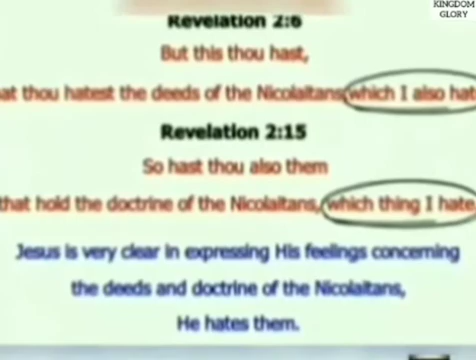 KINGDOM
GLORY
Revelation 2:6
But this thou hast,
at thou hatest the deeds of the Nicolaitans, which I also hat
Revelation 2:15
So hast thou also them
that hold the doctrine of the Nicolaitans, which thing I hate
Jesus is very clear in expressing His feelings concerning
the deeds and doctrine of the Nicolaitans,
He hates them.